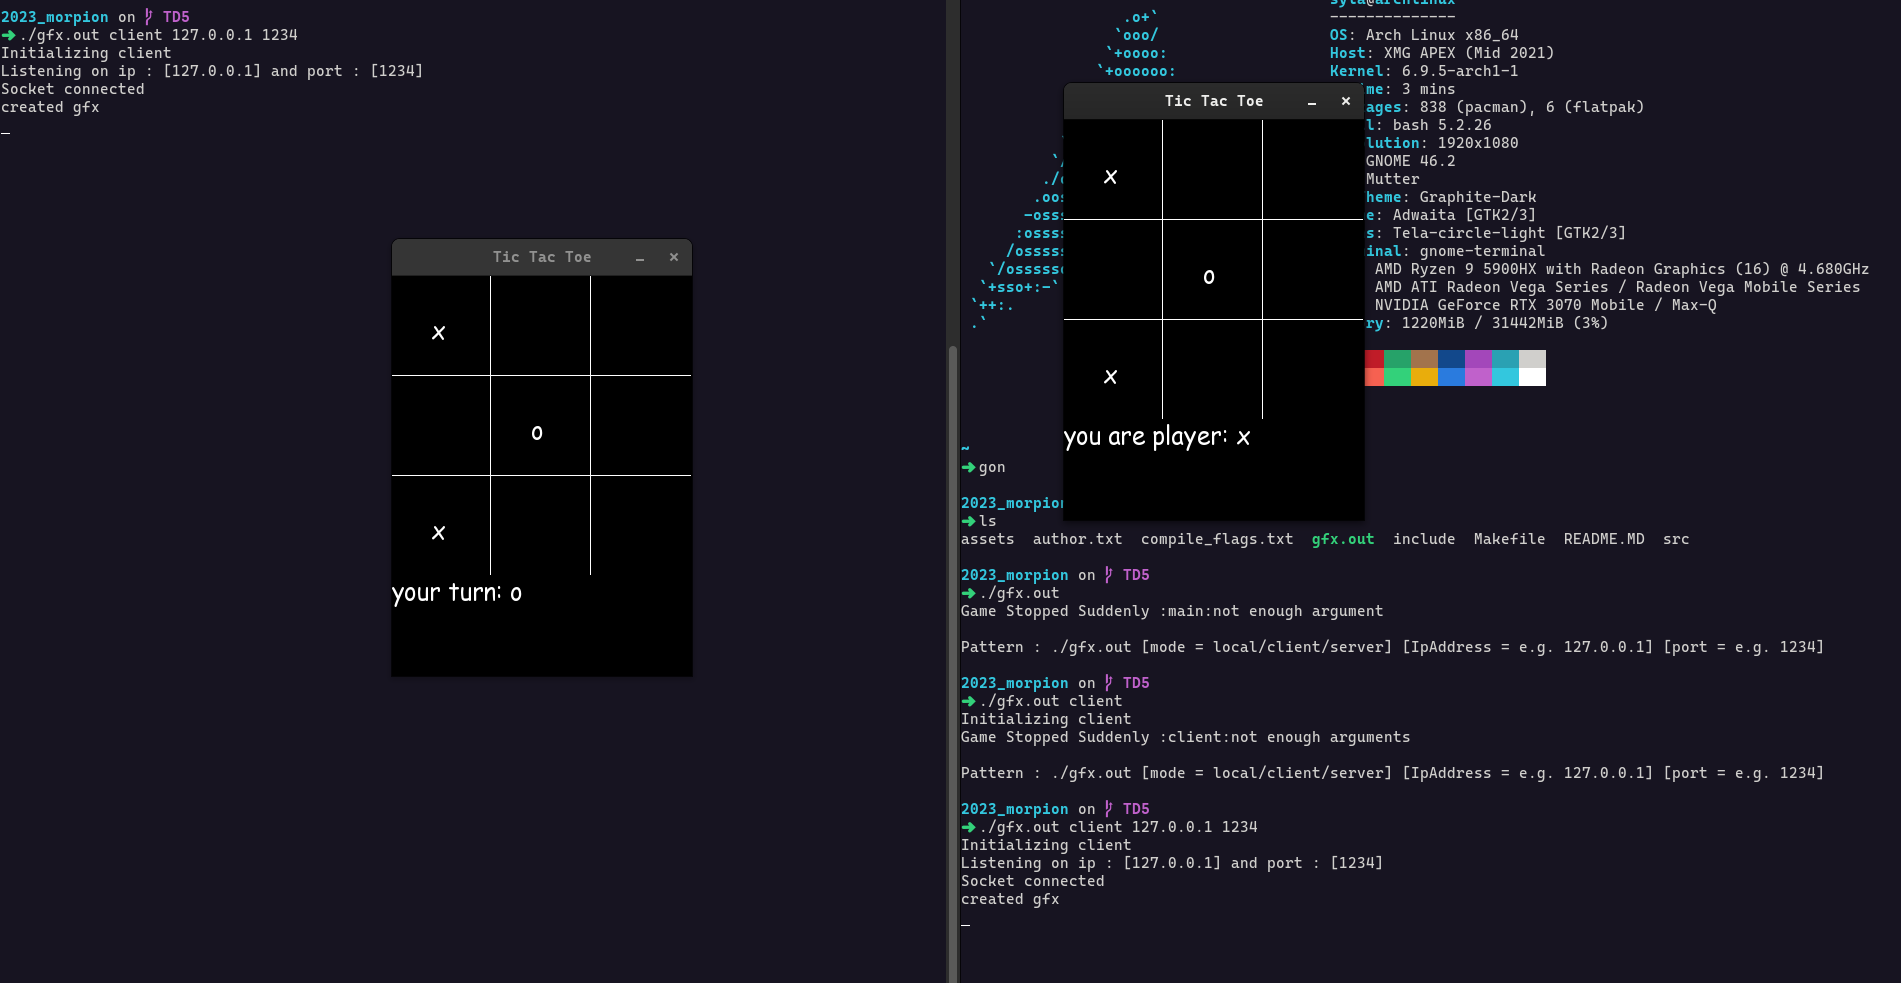 2023_morpion on TD5
➜ ./gfx.out client 127.0.0.1 1234
Initializing client
Listening on ip : [127.0.0.1] and port : [1234]
Socket connected
created gfx
_
Tic Tac Toe
x
o
x
your turn: o
--------------
OS: Arch Linux x86_64
Host: XMG APEX (Mid 2021)
Kernel: 6.9.5-arch1-1
me: 3 mins
ages: 838 (pacman), 6 (flatpak)
l: bash 5.2.26
lution: 1920x1080
GNOME 46.2
Mutter
heme: Graphite-Dark
e: Adwaita [GTK2/3]
s: Tela-circle-light [GTK2/3]
inal: gnome-terminal
AMD Ryzen 9 5900HX with Radeon Graphics (16) @ 4.680GHz
AMD ATI Radeon Vega Series / Radeon Vega Mobile Series
NVIDIA GeForce RTX 3070 Mobile / Max-Q
ry: 1220MiB / 31442MiB (3%)
.o+`
`ooo/
`+oooo:
`+oooooo:
./
.oos
-osss
:ossss
/osssss
`/ossssso
`+sso+:-`
`++:.
.`
Tic Tac Toe
x
o
x
you are player: x
~
➜ gon
2023_morpion
➜ ls
assets author.txt compile_flags.txt gfx.out include Makefile README.MD src
2023_morpion on TD5
➜ ./gfx.out
Game Stopped Suddenly :main:not enough argument
Pattern : ./gfx.out [mode = local/client/server] [IpAddress = e.g. 127.0.0.1] [port = e.g. 1234]
2023_morpion on TD5
➜ ./gfx.out client
Initializing client
Game Stopped Suddenly :client:not enough arguments
Pattern : ./gfx.out [mode = local/client/server] [IpAddress = e.g. 127.0.0.1] [port = e.g. 1234]
2023_morpion on TD5
➜ ./gfx.out client 127.0.0.1 1234
Initializing client
Listening on ip : [127.0.0.1] and port : [1234]
Socket connected
created gfx
_